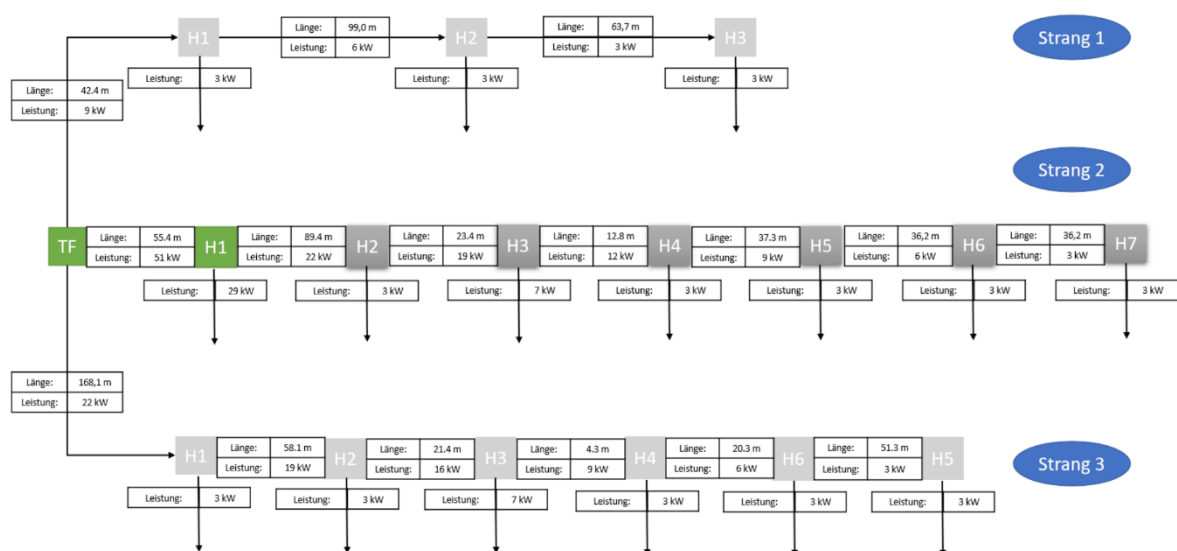 H1
Länge: 99,0 m
Leistung: 6 kW
H2
Länge: 63,7 m
Leistung: 3 kW
H3
Strang 1
Leistung: 3 kW
Leistung: 3 kW
Leistung: 3 kW
Länge: 42.4 m
Leistung: 9 kW
Strang 2
TF
Länge: 55.4 m
Leistung: 51 kW
H1
Länge: 89.4 m
Leistung: 22 kW
H2
Länge: 23.4 m
Leistung: 19 kW
H3
Länge: 12.8 m
Leistung: 12 kW
H4
Länge: 37.3 m
Leistung: 9 kW
H5
Länge: 36,2 m
Leistung: 6 kW
H6
Länge: 36,2 m
Leistung: 3 kW
H7
Leistung: 29 kW
Leistung: 3 kW
Leistung: 7 kW
Leistung: 3 kW
Leistung: 3 kW
Leistung: 3 kW
Leistung: 3 kW
Länge: 168,1 m
Leistung: 22 kW
H1
Länge: 58.1 m
Leistung: 19 kW
H2
Länge: 21.4 m
Leistung: 16 kW
H3
Länge: 4.3 m
Leistung: 9 kW
H4
Länge: 20.3 m
Leistung: 6 kW
H6
Länge: 51.3 m
Leistung: 3 kW
H5
Strang 3
Leistung: 3 kW
Leistung: 3 kW
Leistung: 7 kW
Leistung: 3 kW
Leistung: 3 kW
Leistung: 3 kW